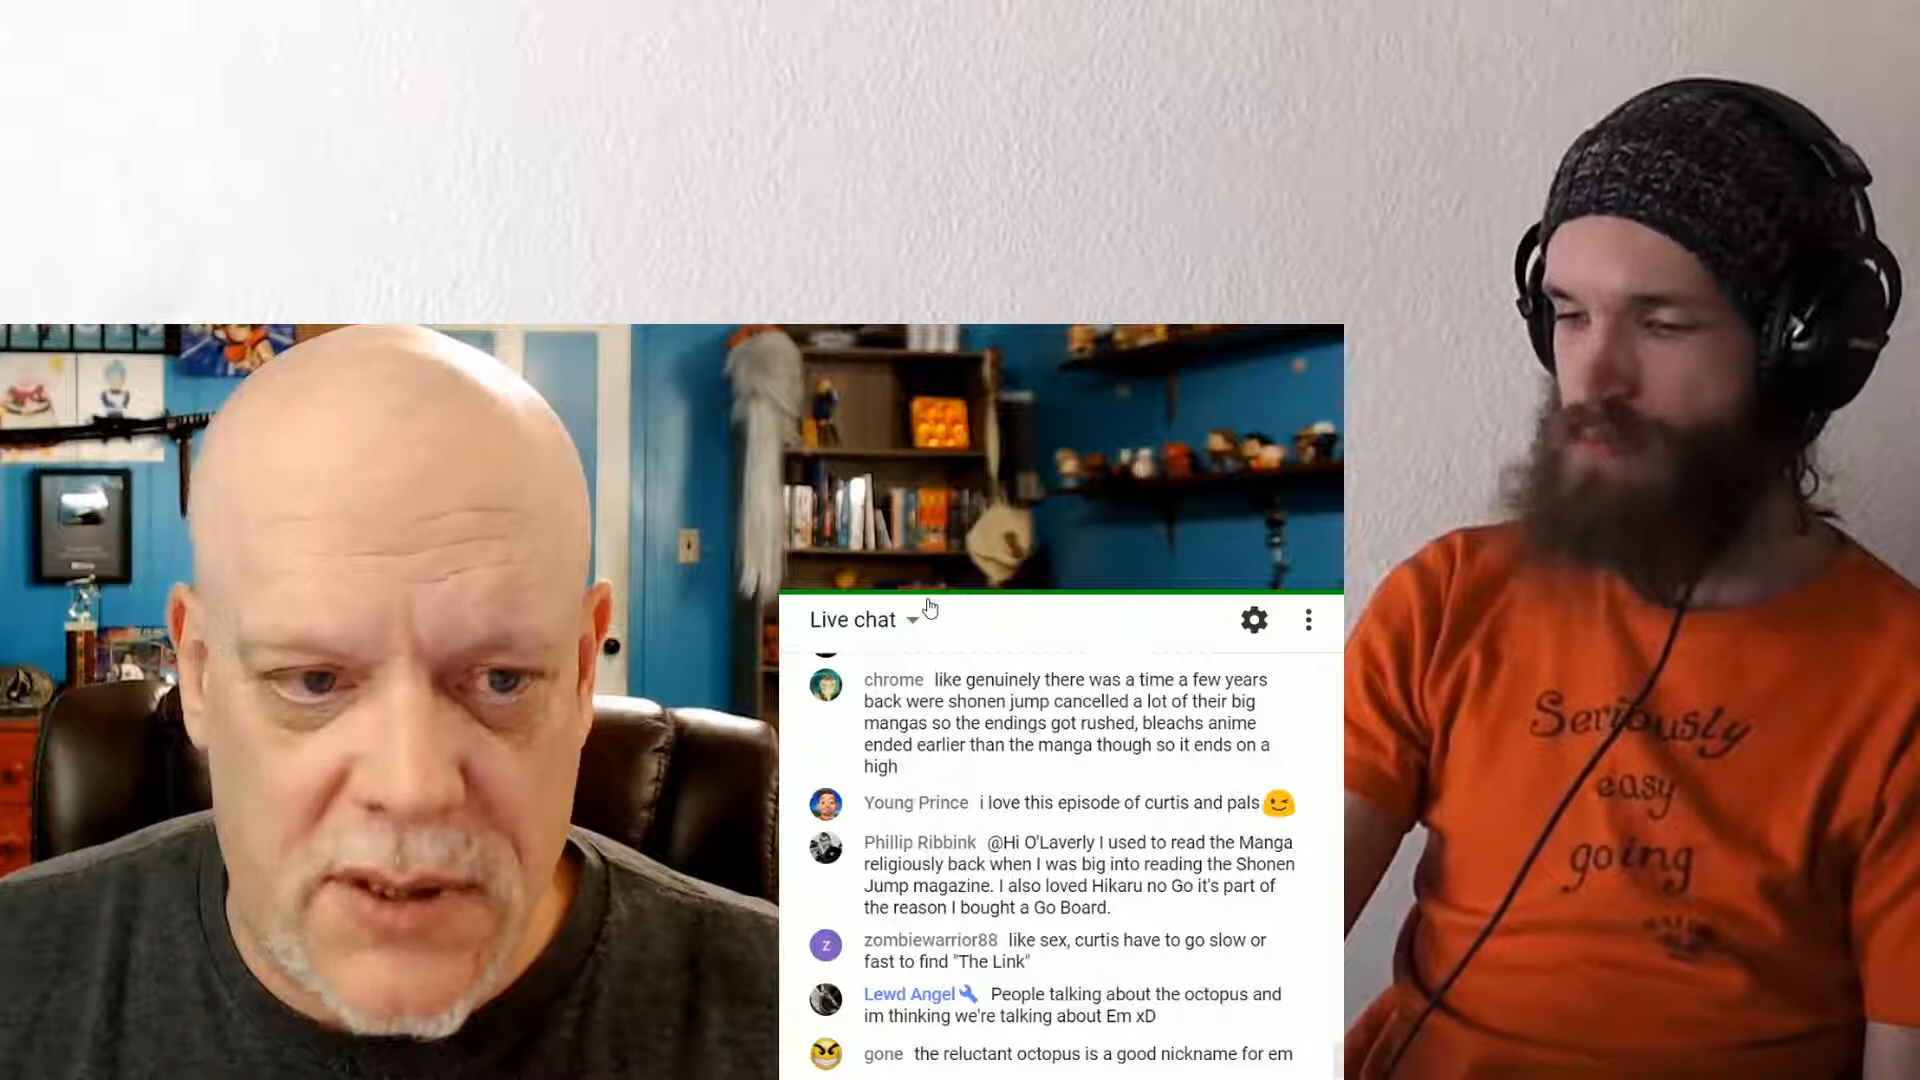 Live chat
chrome like genuinely there was a time a few years
back were shonen jump cancelled a lot of their big
mangas so the endings got rushed, bleachs anime
ended earlier than the manga though so it ends on a
high
Young Prince i love this episode of curtis and pals
Phillip Ribbink @Hi O'Laverly I used to read the Manga
religiously back when I was big into reading the Shonen
Jump magazine. I also loved Hikaru no Go it's part of
the reason I bought a Go Board.
Z
zombiewarrior88 like sex, curtis have to go slow or
fast to find "The Link"
Lewd Angel People talking about the octopus and
im thinking we're talking about Em xD
gone the reluctant octopus is a good nickname for em
Seriously
easy
going